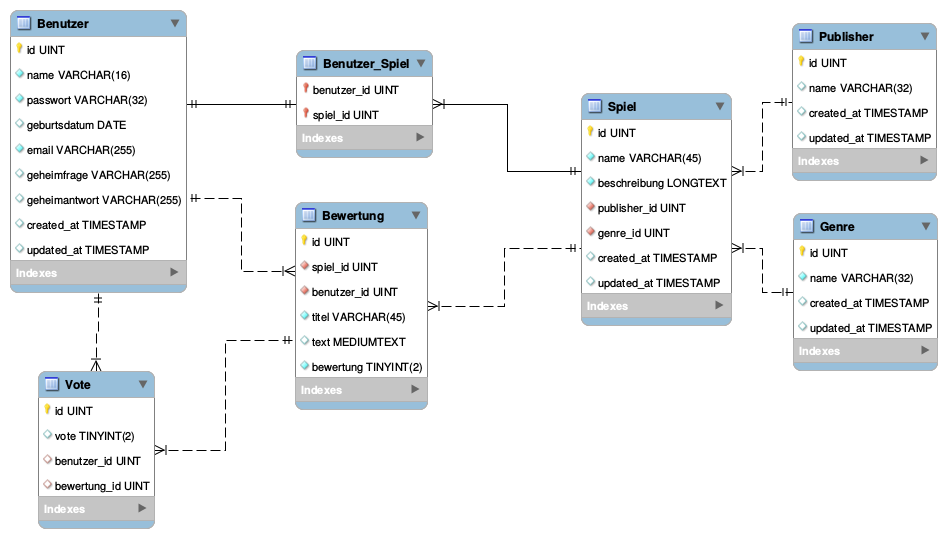 Benutzer
id UINT
name VARCHAR(16)
passwort VARCHAR(32)
geburtsdatum DATE
email VARCHAR(255)
geheimfrage VARCHAR(255)
geheimantwort VARCHAR(255)
created_at TIMESTAMP
updated_at TIMESTAMP
Indexes
Benutzer_Spiel
benutzer_id UINT
spiel_id UINT
Indexes
Spiel
id UINT
name VARCHAR(45)
beschreibung LONGTEXT
publisher_id UINT
genre_id UINT
created_at TIMESTAMP
updated_at TIMESTAMP
Indexes
Publisher
id UINT
name VARCHAR(32)
created_at TIMESTAMP
updated_at TIMESTAMP
Indexes
Bewertung
id UINT
spiel_id UINT
benutzer_id UINT
titel VARCHAR(45)
text MEDIUMTEXT
bewertung TINYINT(2)
Indexes
Genre
id UINT
name VARCHAR(32)
created_at TIMESTAMP
updated_at TIMESTAMP
Indexes
Vote
id UINT
vote TINYINT(2)
benutzer_id UINT
bewertung_id UINT
Indexes